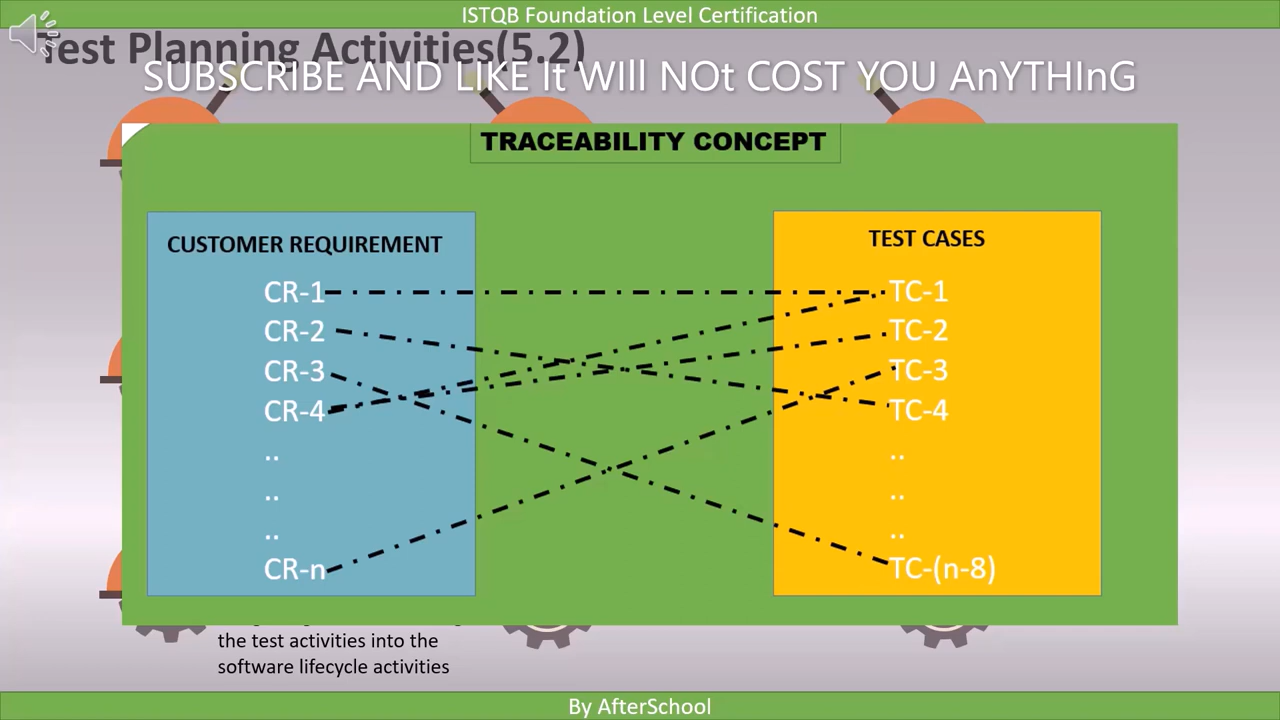 ISTQB Foundation Level Certification
Test Planning Activities(5.2)
SUBSCRIBE AND LIKE It WIll NOt COST YOU AnYTHInG
TRACEABILITY CONCEPT
CUSTOMER REQUIREMENT
CR-1
CR-2
CR-3
CR-4
..
..
..
CR-n
TEST CASES
TC-1
TC-2
TC-3
TC-4
..
..
..
TC-(n-8)
the test activities into the
software lifecycle activities
By AfterSchool